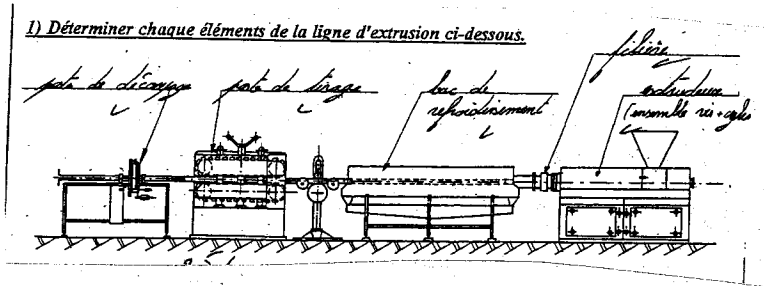 1) Déterminer chaque éléments de la ligne d'extrusion ci-dessous.
filière
poste de découpage
poste de tirage
bac de
refroidissement
extrudeuse
(ensemble vis +